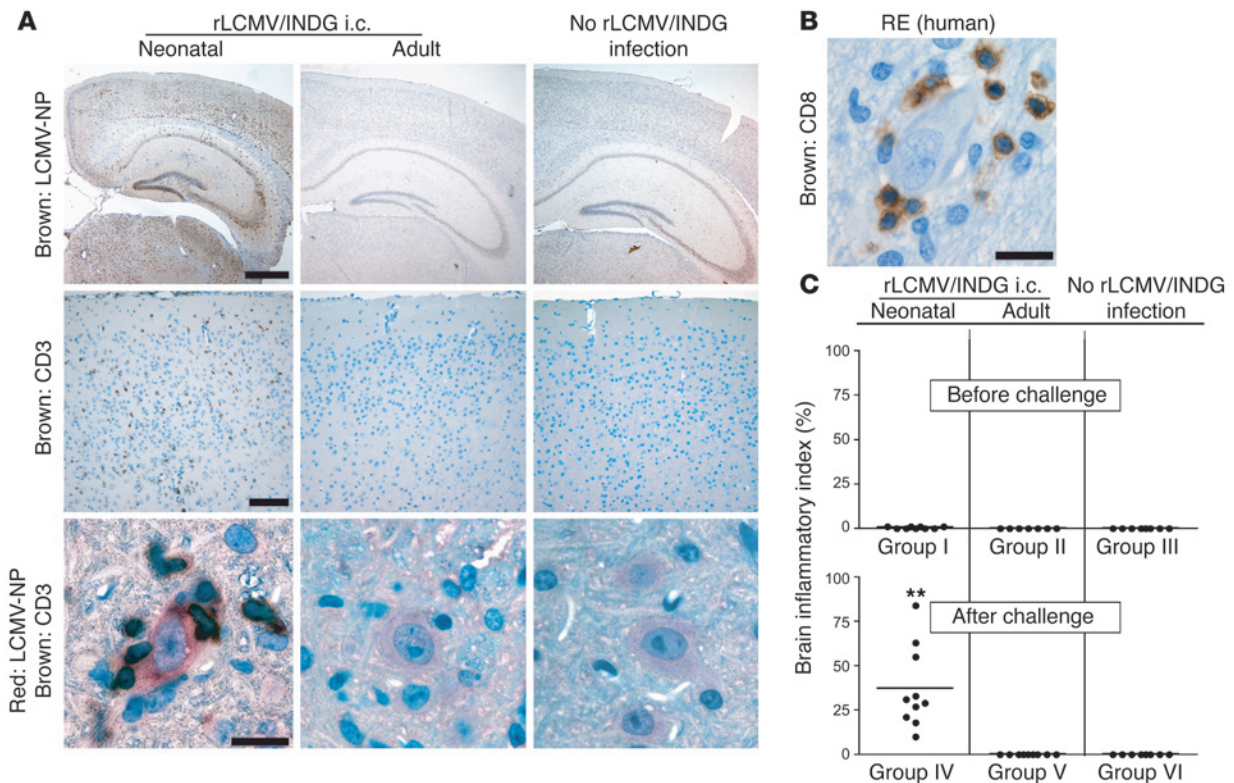 A
rLCMV/INDG i.c.
Neonatal
Adult
No rLCMV/INDG
infection
Brown: LCMV-NP
Brown: CD3
Red: LCMV-NP
Brown: CD3
B
RE (human)
Brown: CD8
C
rLCMV/INDG i.c.
Neonatal
Adult
No rLCMV/INDG
infection
Brain inflammatory index (%)
100
75
50
25
0
Before challenge
Group I
Group II
Group III
100
75
50
25
0
**
After challenge
Group IV
Group V
Group VI